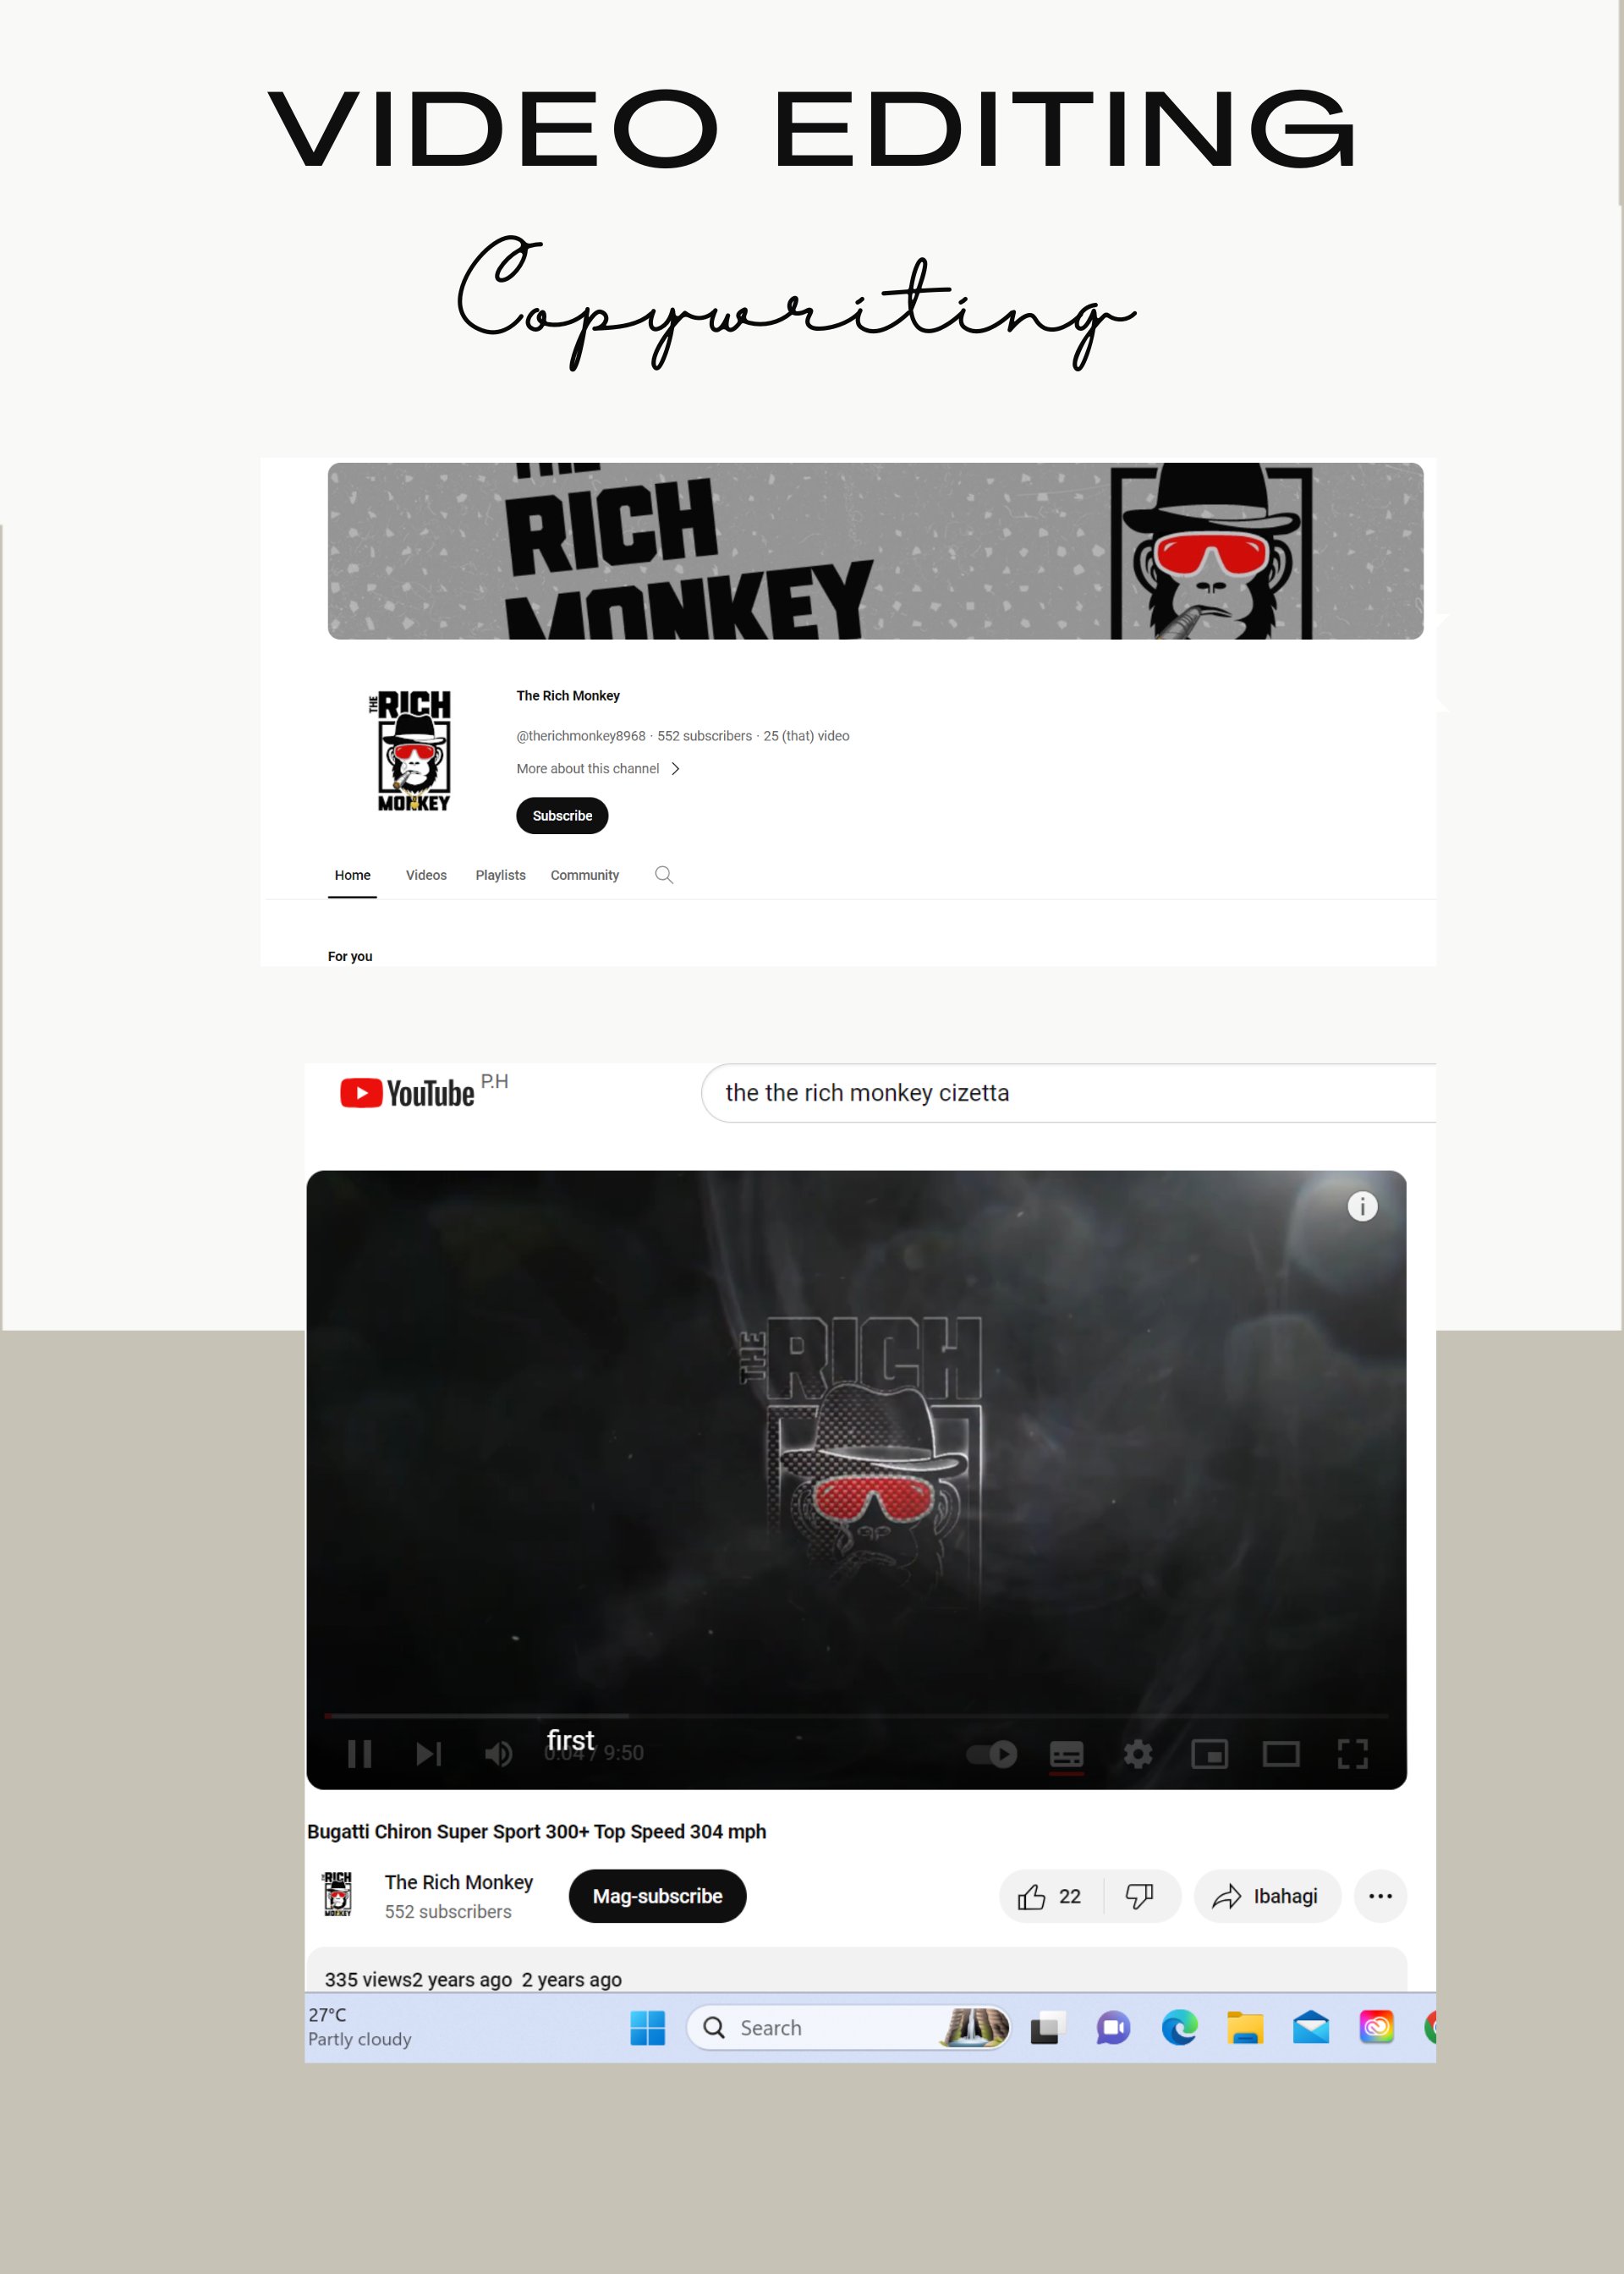 VIDEO EDITING
Copywriting
THE
RICH
MONKEY
THE RICH
MONKEY
The Rich Monkey
@therichmonkey8968 · 552 subscribers · 25 (that) video
More about this channel
Subscribe
Home Videos Playlists Community
For you
YouTube P.H
the the rich monkey cizetta
THE RICH
first
0:04 / 9:50
Bugatti Chiron Super Sport 300+ Top Speed 304 mph
THE RICH
MONKEY
The Rich Monkey
552 subscribers
Mag-subscribe
22
Ibahagi
335 views2 years ago 2 years ago
27°C
Partly cloudy
Search